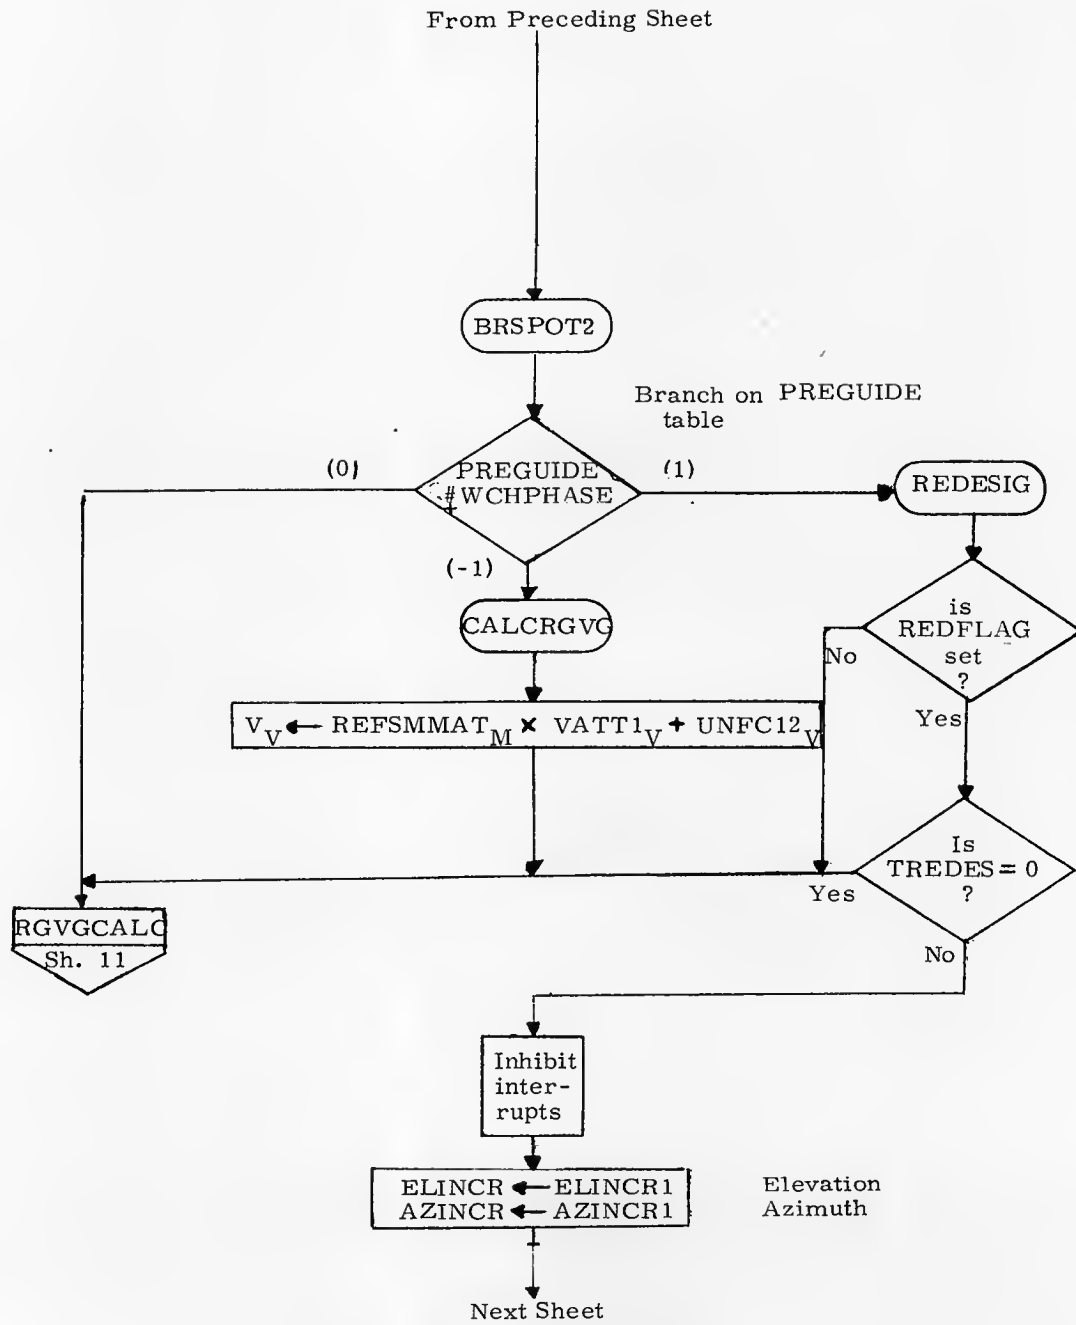 From Preceding Sheet
BRSPOT2
Branch on PREGUIDE
table
(0)
PREGUIDE
# WCHPHASE
+
(1)
REDESIG
(-1)
CALCRGVG
is
REDFLAG
set
?
No
Yes
V_V ← REFSMMAT_M × VATT1_V + UNFC12_V
Is
TREDES = 0
?
Yes
No
RGVGCALC
Sh. 11
Inhibit
inter-
rupts
ELINCR ← ELINCR1
AZINCR ← AZINCR1
Elevation
Azimuth
Next Sheet